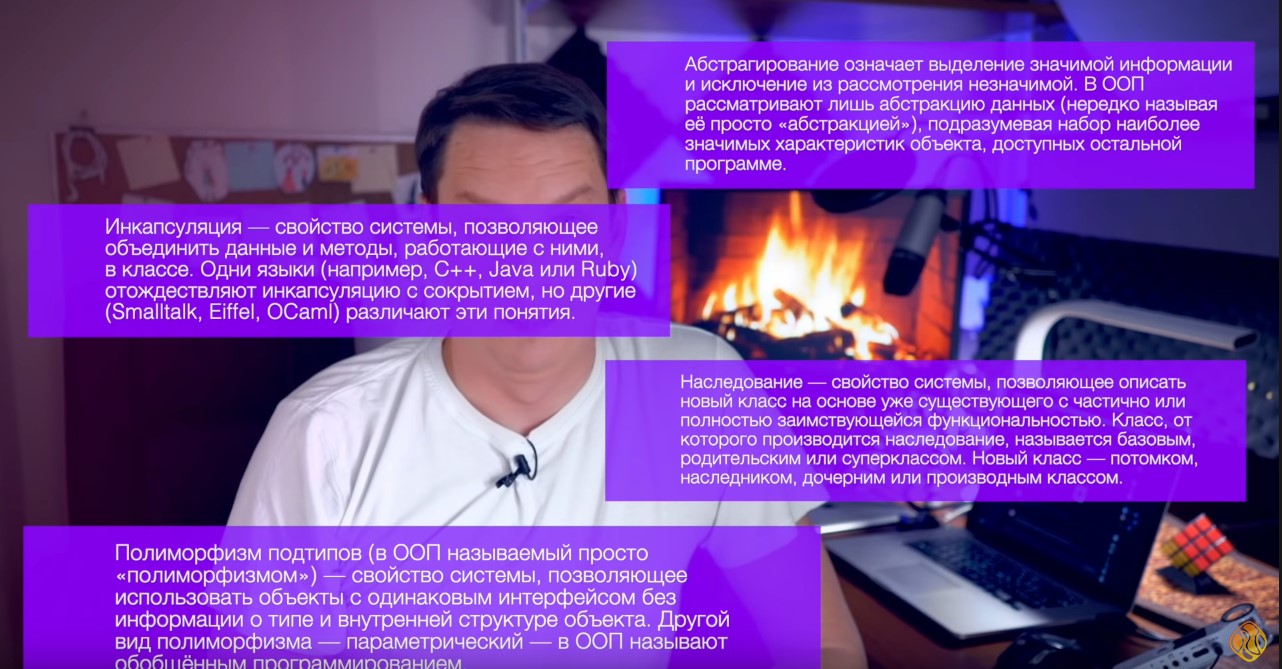 Абстрагирование означает выделение значимой информации
и исключение из рассмотрения незначимой. В ООП
рассматривают лишь абстракцию данных (нередко называя
её просто «абстракцией»), подразумевая набор наиболее
значимых характеристик объекта, доступных остальной
программе.
Инкапсуляция — свойство системы, позволяющее
объединить данные и методы, работающие с ними,
в классе. Одни языки (например, C++, Java или Ruby)
отождествляют инкапсуляцию с сокрытием, но другие
(Smalltalk, Eiffel, OCaml) различают эти понятия.
Наследование — свойство системы, позволяющее описать
новый класс на основе уже существующего с частично или
полностью заимствующейся функциональностью. Класс, от
которого производится наследование, называется базовым,
родительским или суперклассом. Новый класс — потомком,
наследником, дочерним или производным классом.
Полиморфизм подтипов (в ООП называемый просто
«полиморфизмом») — свойство системы, позволяющее
использовать объекты с одинаковым интерфейсом без
информации о типе и внутренней структуре объекта. Другой
вид полиморфизма — параметрический — в ООП называют
обобщённым программированием.